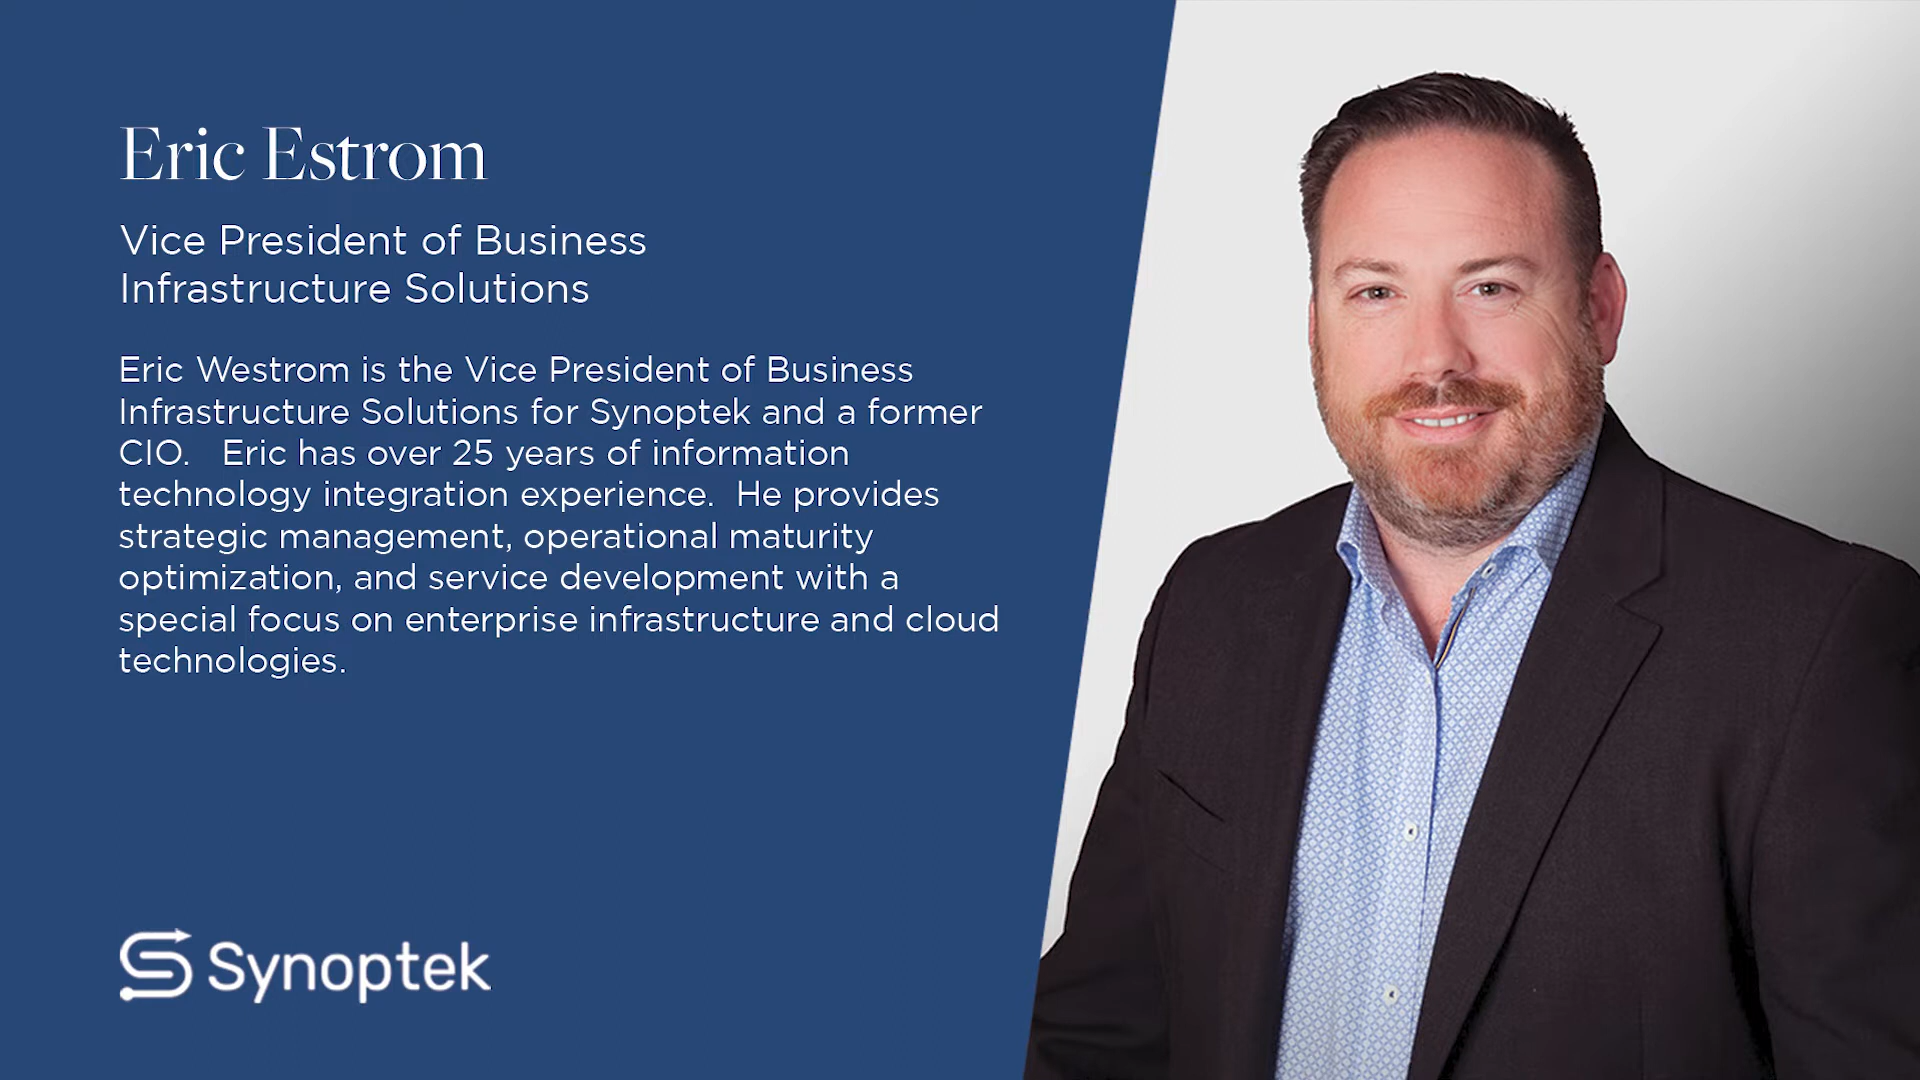 Eric Estrom
Vice President of Business
Infrastructure Solutions
Eric Westrom is the Vice President of Business
Infrastructure Solutions for Synoptek and a former
CIO.   Eric has over 25 years of information
technology integration experience.  He provides
strategic management, operational maturity
optimization, and service development with a
special focus on enterprise infrastructure and cloud
technologies.
Synoptek